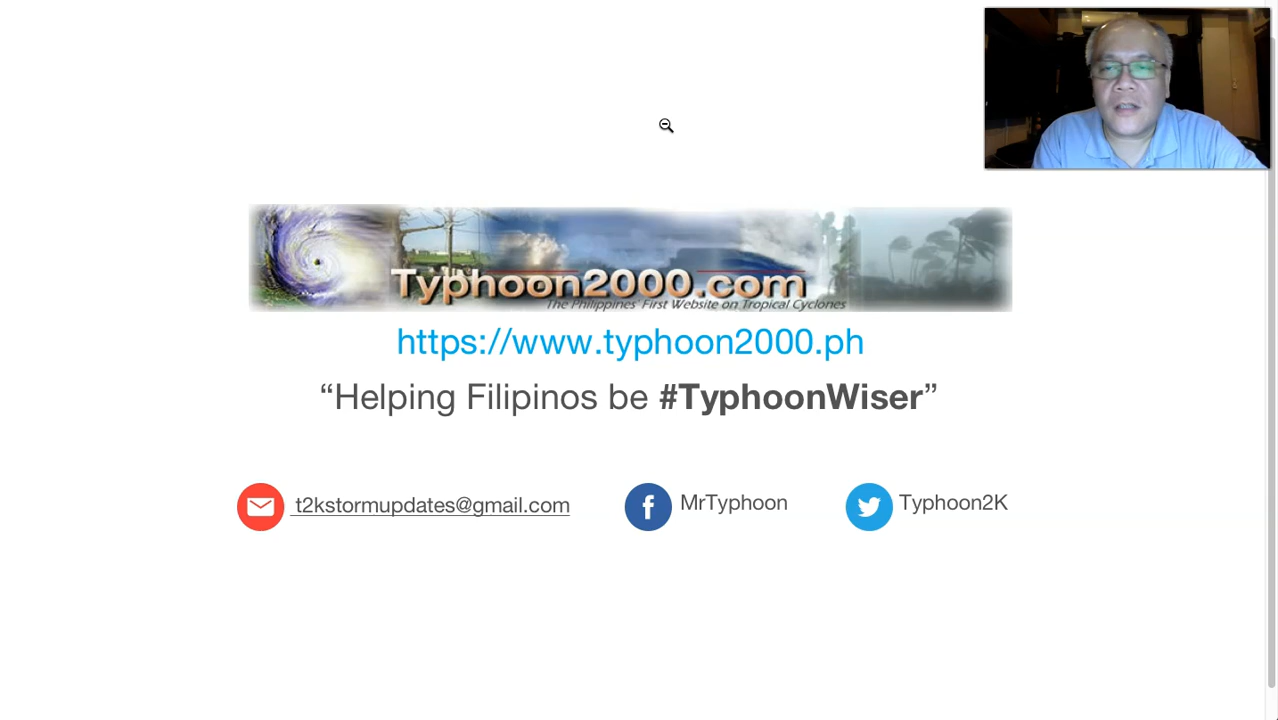 Typhoon2000.com
The Philippines' First Website on Tropical Cyclones
https://www.typhoon2000.ph
“Helping Filipinos be #TyphoonWiser”
t2kstormupdates@gmail.com
MrTyphoon
Typhoon2K